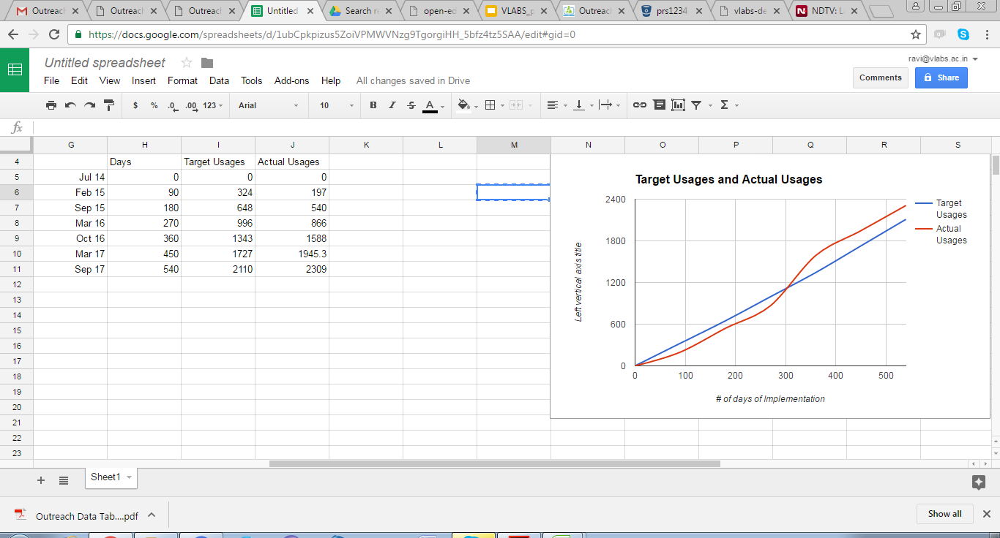 Outreach Outreach Outreach Untitled Search re open-ed VLABS_p Outreac prs1234 vlabs-de NDTV: L
https://docs.google.com/spreadsheets/d/1ubCpkpizus5ZoiVPMWVNzg9TgorgiHH_5bfz4tz5SAA/edit#gid=0
Untitled spreadsheet
ravi@vlabs.ac.in
File Edit View Insert Format Data Tools Add-ons Help All changes saved in Drive
Comments Share
$ % .0 .00 123 Arial 10 B I S A Σ
fx
G H I J K L M N O P Q R S
4 Days Target Usages Actual Usages
5 Jul 14 0 0 0
6 Feb 15 90 324 197
7 Sep 15 180 648 540
8 Mar 16 270 996 866
9 Oct 16 360 1343 1588
10 Mar 17 450 1727 1945.3
11 Sep 17 540 2110 2309
12
13
14
15
16
17
18
19
20
21
22
23
Target Usages and Actual Usages
2400
1800
1200
600
0
Left vertical axis title
0 100 200 300 400 500
# of days of Implementation
Target
Usages
Actual
Usages
+ Sheet1
Outreach Data Tab....pdf
Show all